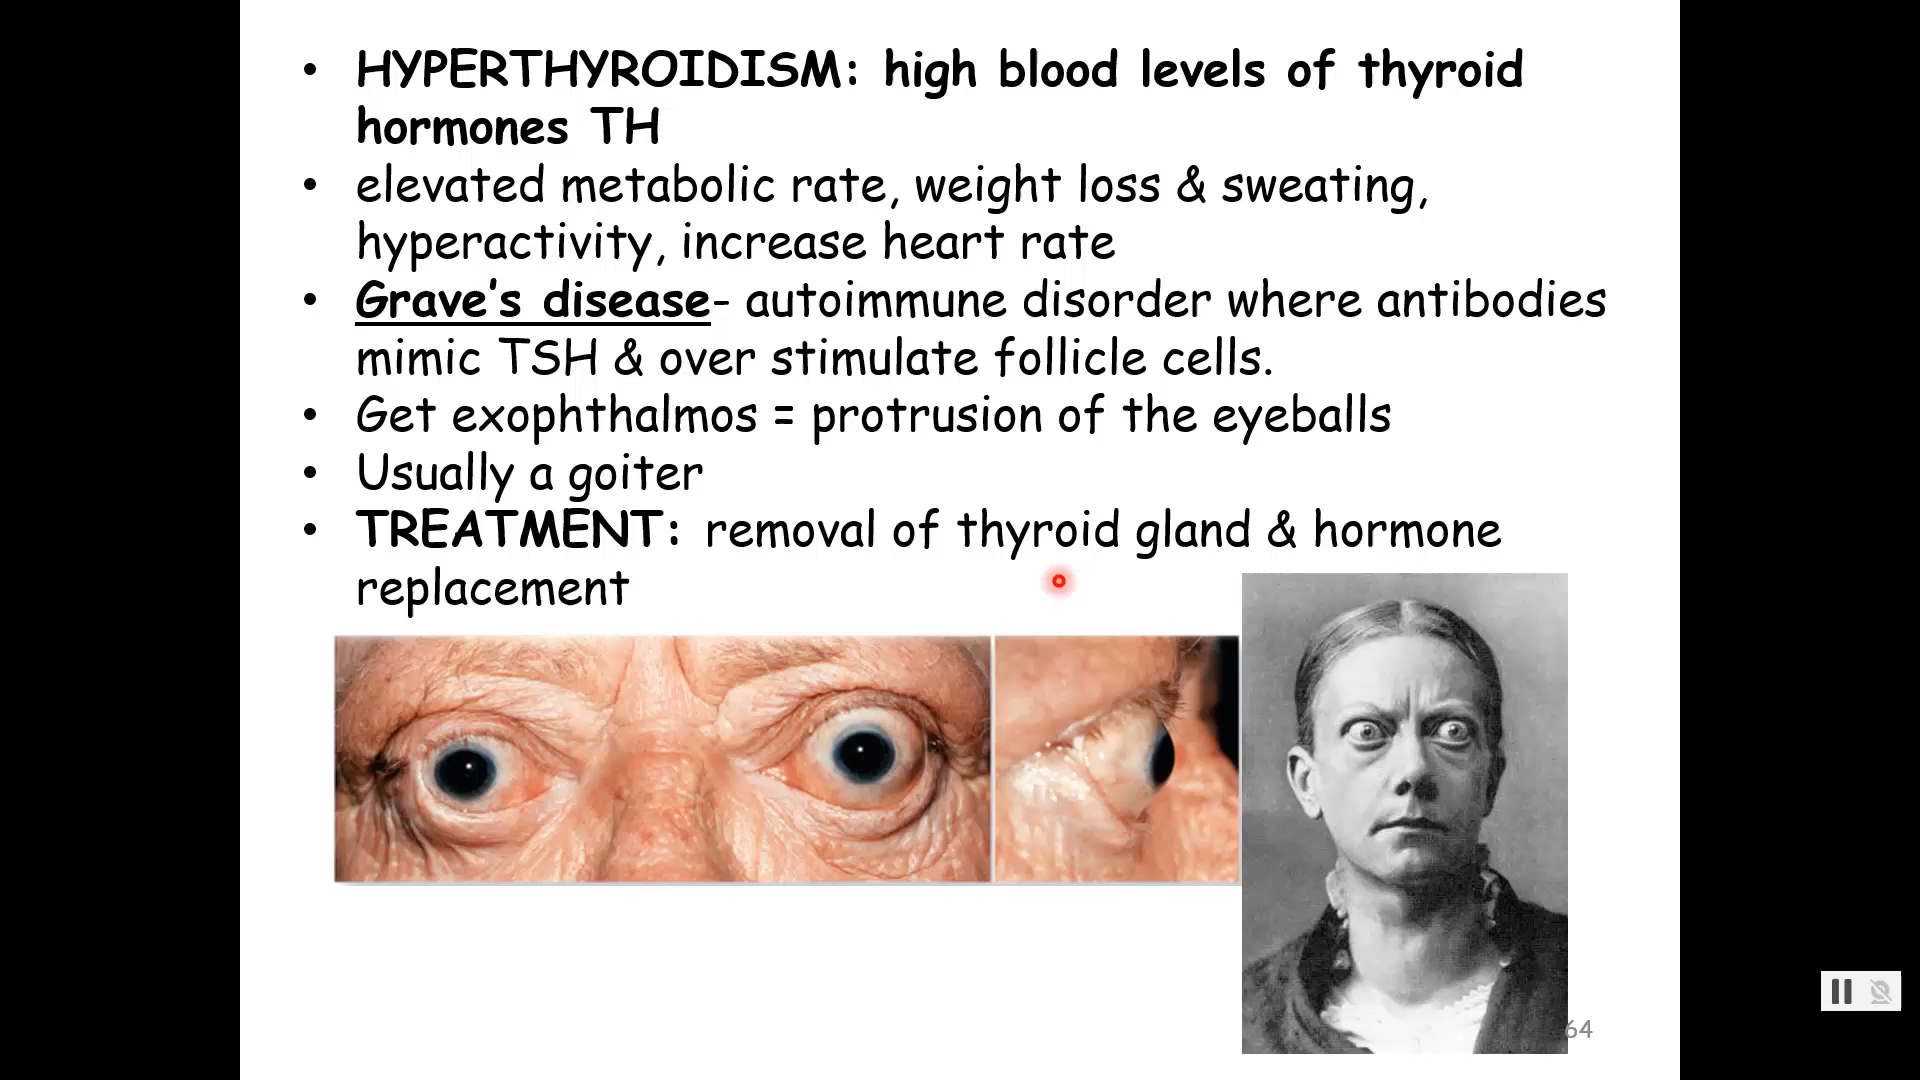 • HYPERTHYROIDISM: high blood levels of thyroid
hormones TH
• elevated metabolic rate, weight loss & sweating,
hyperactivity, increase heart rate
• Grave's disease- autoimmune disorder where antibodies
mimic TSH & over stimulate follicle cells.
• Get exophthalmos = protrusion of the eyeballs
• Usually a goiter
• TREATMENT: removal of thyroid gland & hormone
replacement
64